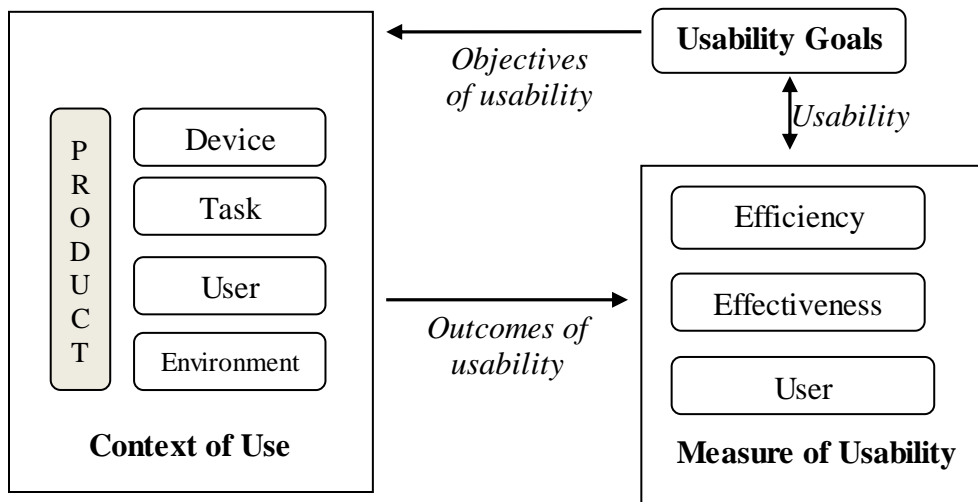 Usability Goals
Objectives
of usability
Usability
PRODUCT
Device
Task
User
Environment
Context of Use
Outcomes of
usability
Efficiency
Effectiveness
User
Measure of Usability